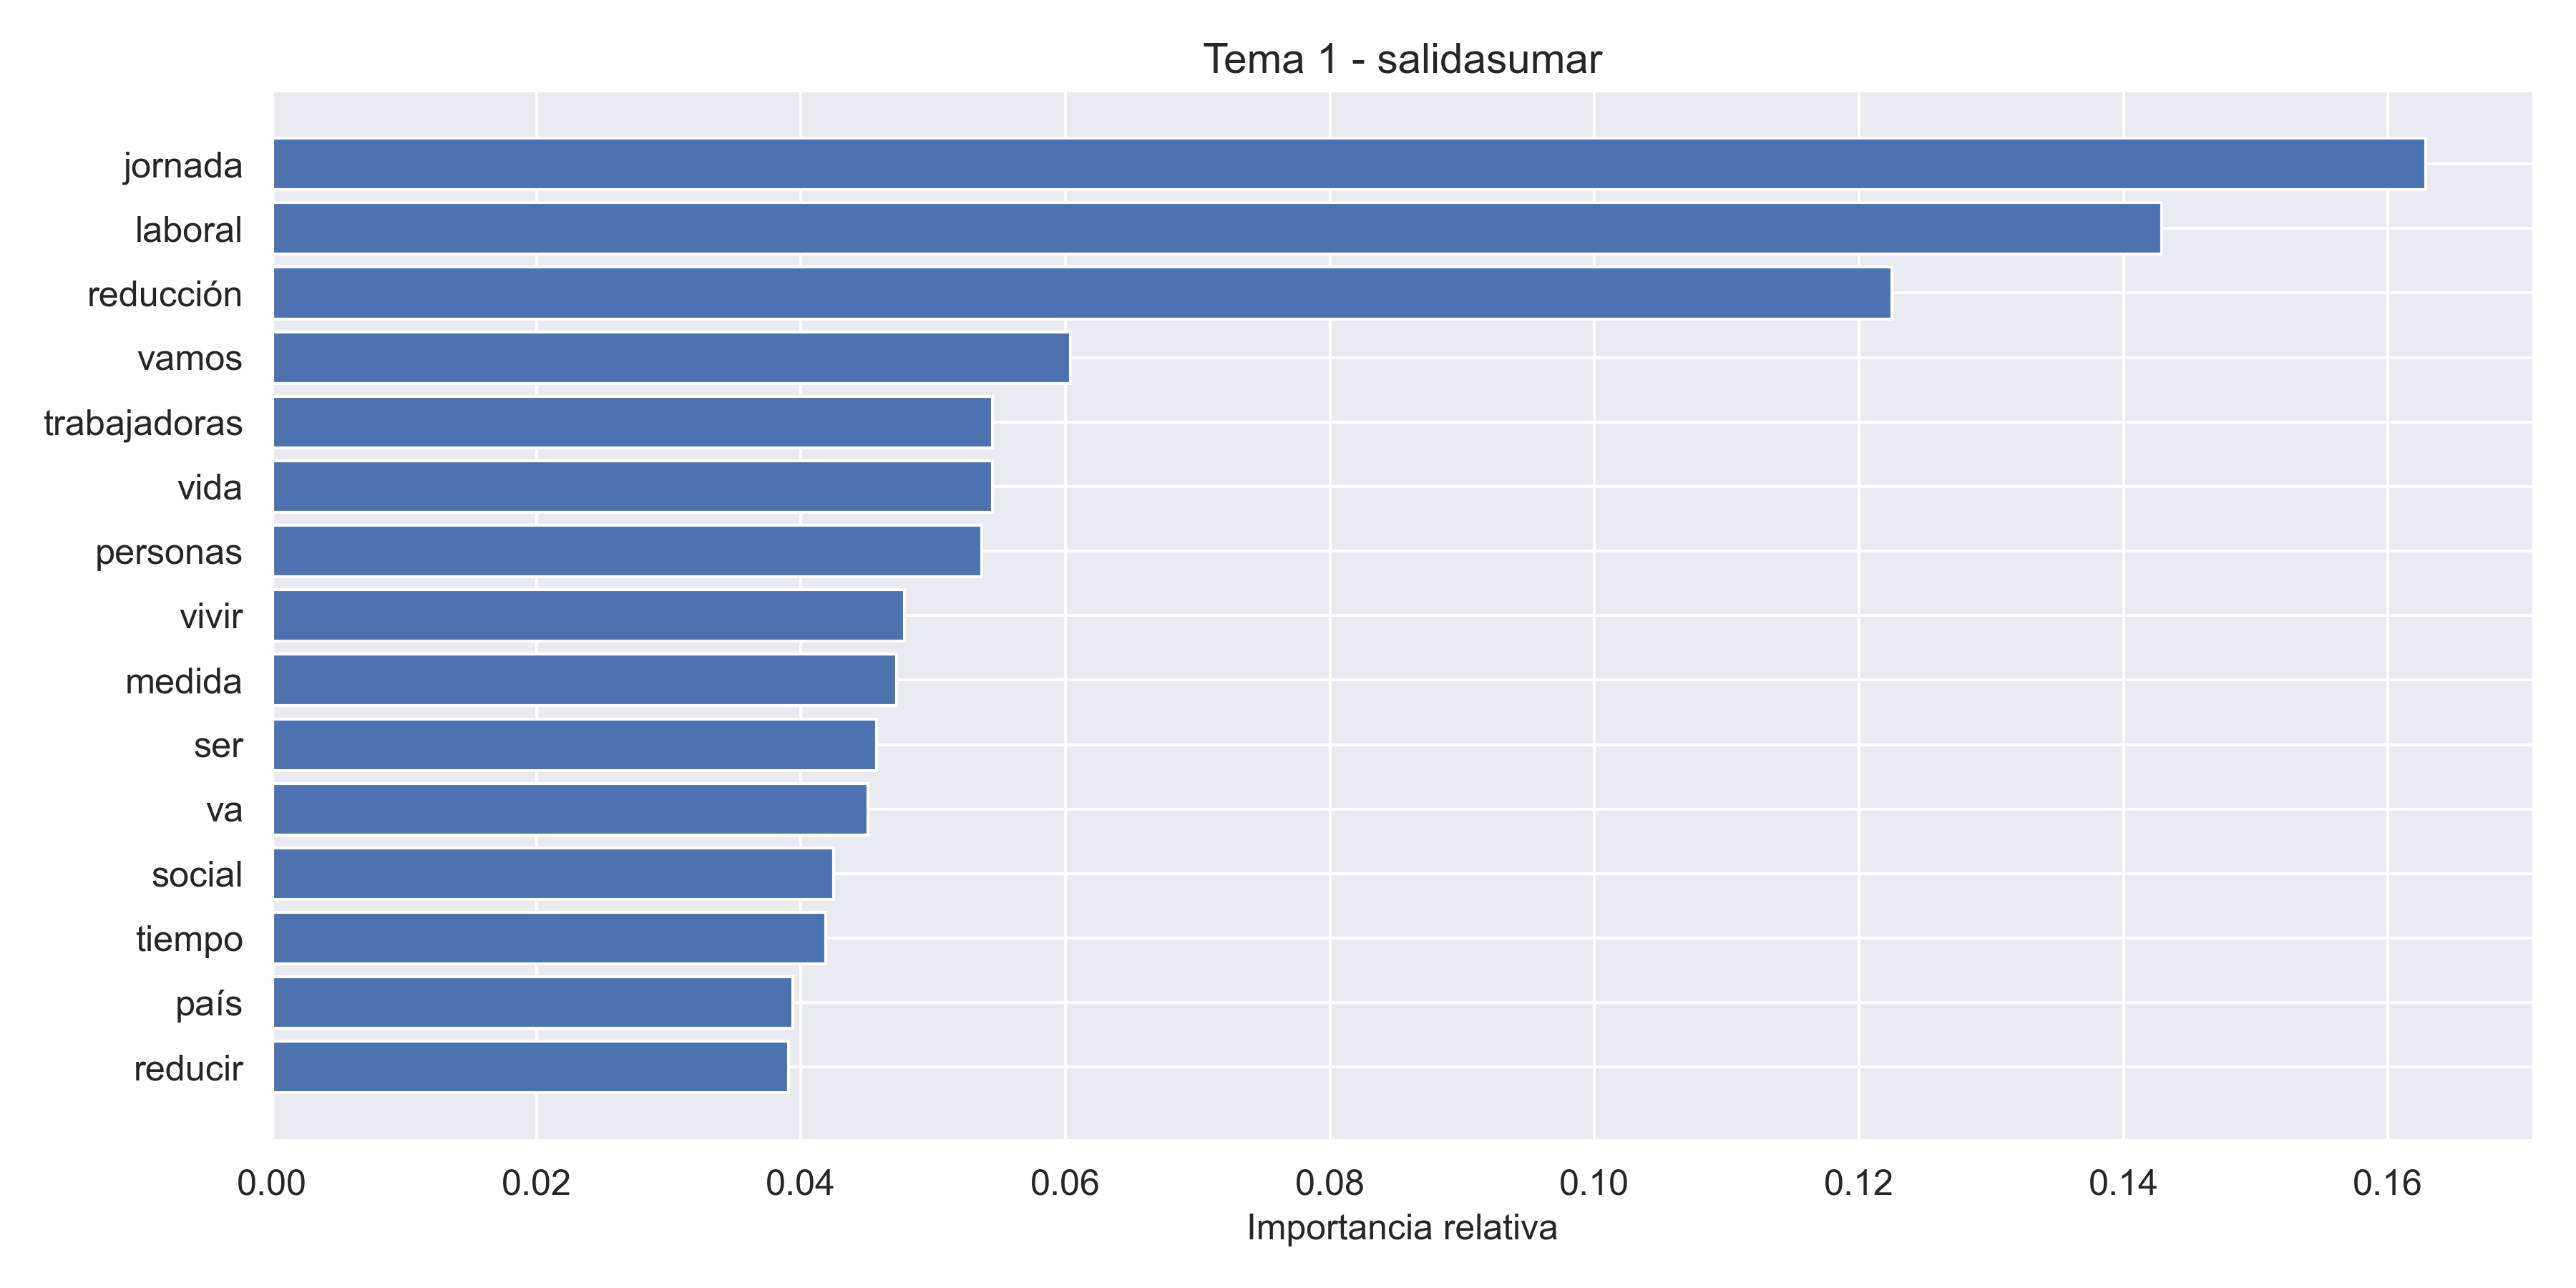 Tema 1 - salidasumar
jornada
laboral
reducción
vamos
trabajadoras
vida
personas
vivir
medida
ser
va
social
tiempo
país
reducir
0.00 0.02 0.04 0.06 0.08 0.10 0.12 0.14 0.16
Importancia relativa